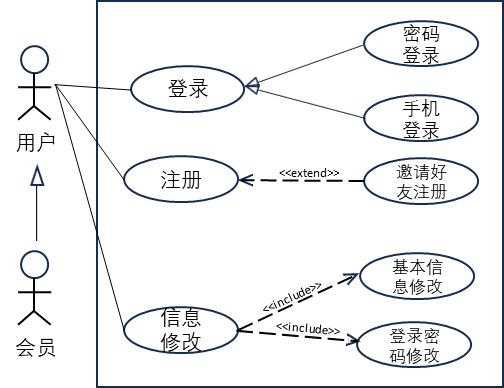 密码
登录
登录
手机
登录
用户
注册
<<extend>>
邀请好
友注册
会员
信息
修改
<<include>>
基本信
息修改
<<include>>
登录密
码修改